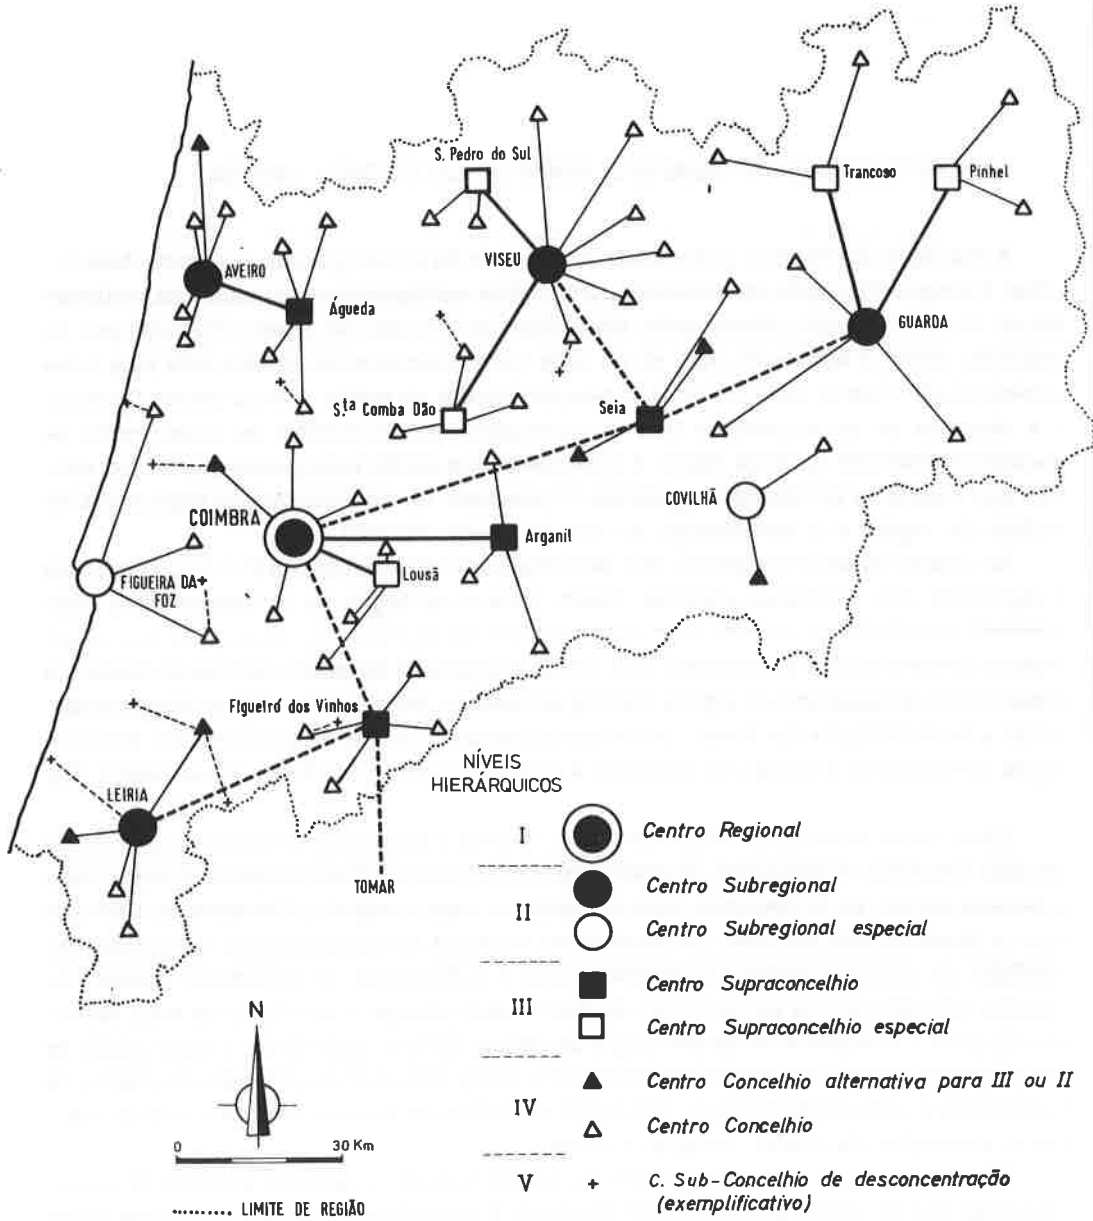 S. Pedro do Sul
Trancoso
Pinhel
VISEU
AVEIRO
Águeda
GUARDA
Sta Comba Dão
Seia
COVILHÃ
COIMBRA
Arganil
Lousã
FIGUEIRA DA
FOZ
Figueiró dos Vinhos
LEIRIA
TOMAR
NÍVEIS
HIERÁRQUICOS
I Centro Regional
II Centro Subregional
Centro Subregional especial
III Centro Supraconcelhio
Centro Supraconcelhio especial
IV Centro Concelhio alternativa para III ou II
Centro Concelhio
V + C. Sub-Concelhio de desconcentração
(exemplificativo)
N
0 30 Km
LIMITE DE REGIÃO